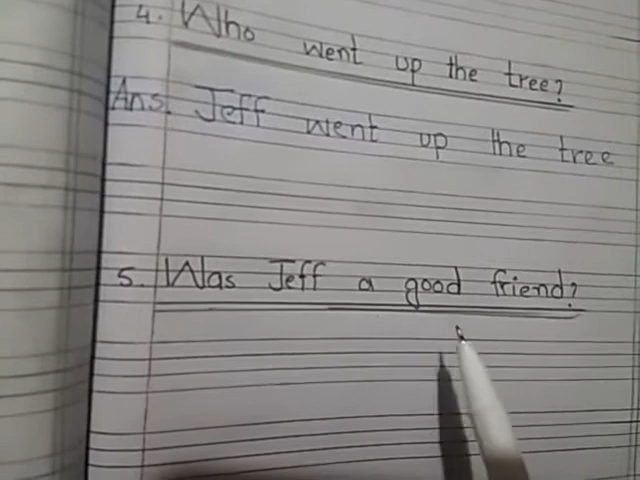 4. Who went up the tree?
Ans. Jeff went up the tree
5. Was Jeff a good friend?